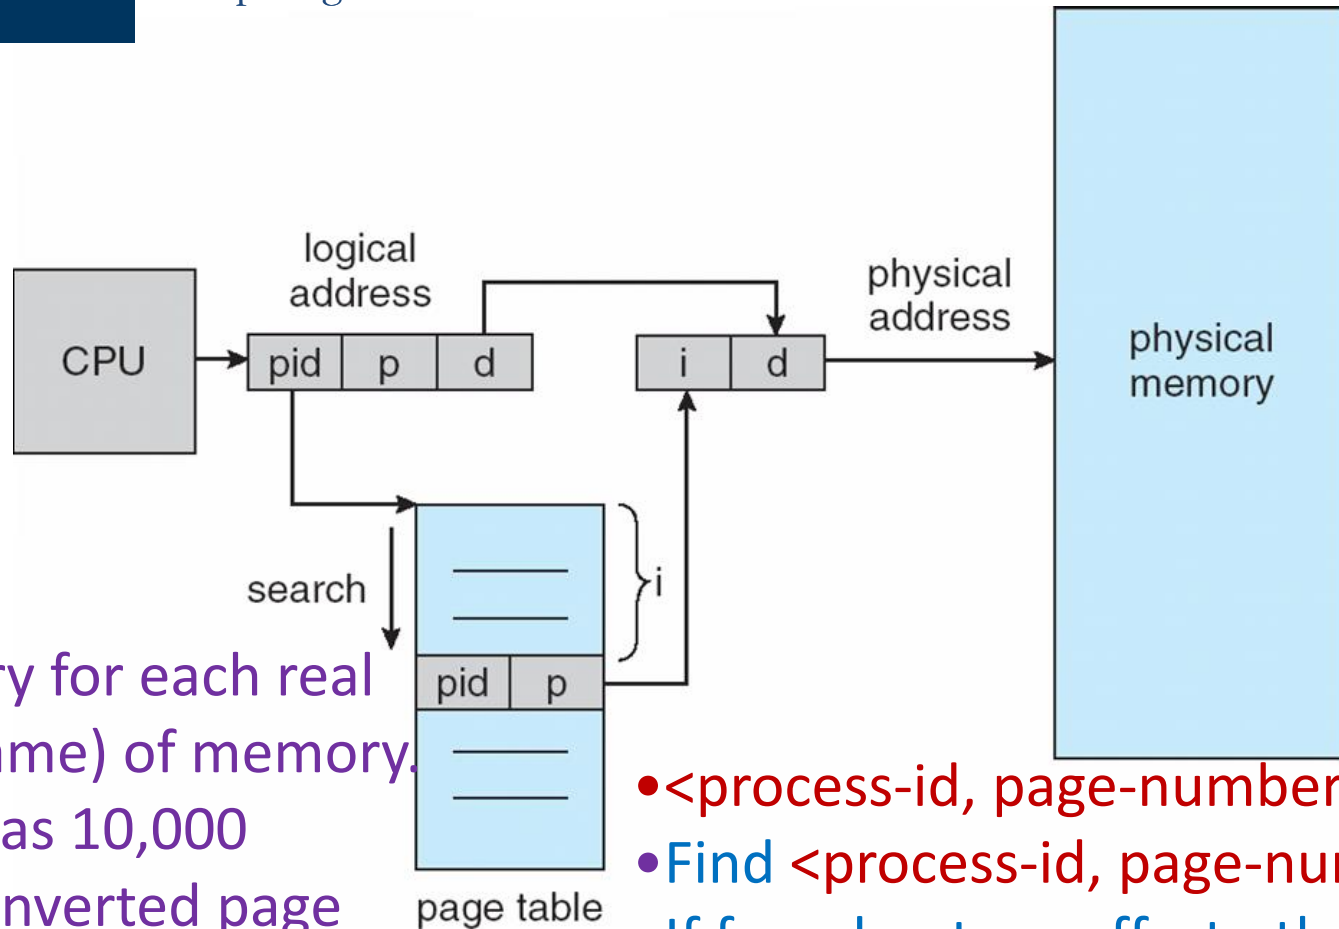 logical
address
physical
address
CPU
pid p d
i d
physical
memory
search
i
pid p
page table
ry for each real
ame) of memory.
as 10,000
nverted page
•<process-id, page-number
•Find <process-id, page-nu